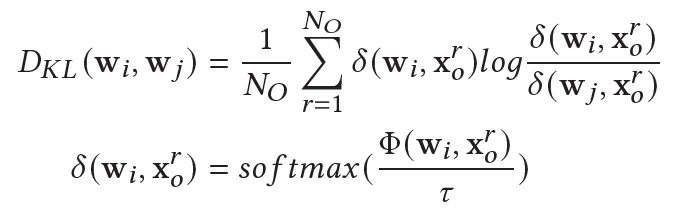 D_{KL}(\mathbf{w}_i, \mathbf{w}_j) = \frac{1}{N_O} \sum_{r=1}^{N_O} \delta(\mathbf{w}_i, \mathbf{x}_o^r) log \frac{\delta(\mathbf{w}_i, \mathbf{x}_o^r)}{\delta(\mathbf{w}_j, \mathbf{x}_o^r)}
\delta(\mathbf{w}_i, \mathbf{x}_o^r) = softmax(\frac{\Phi(\mathbf{w}_i, \mathbf{x}_o^r)}{\tau})